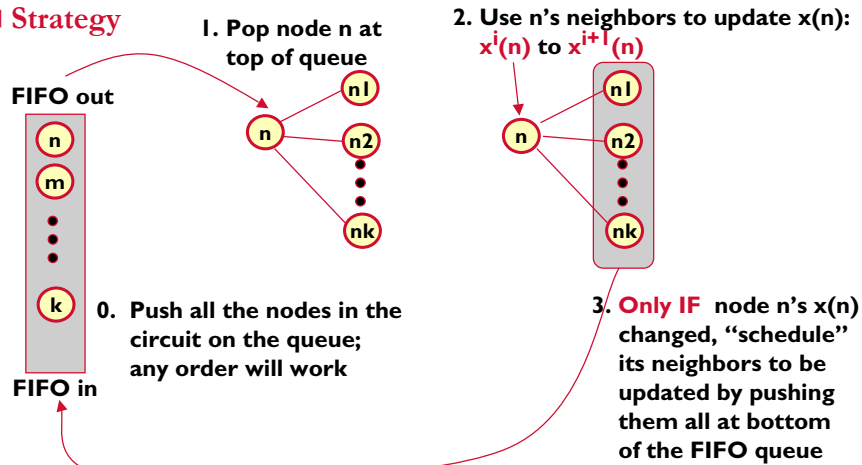 Strategy
1. Pop node n at
top of queue
2. Use n's neighbors to update x(n):
x^i(n) to x^{i+1}(n)
FIFO out
n
m
k
FIFO in
n
n1
n2
nk
n
n1
n2
nk
0. Push all the nodes in the
circuit on the queue;
any order will work
3. Only IF node n's x(n)
changed, “schedule”
its neighbors to be
updated by pushing
them all at bottom
of the FIFO queue